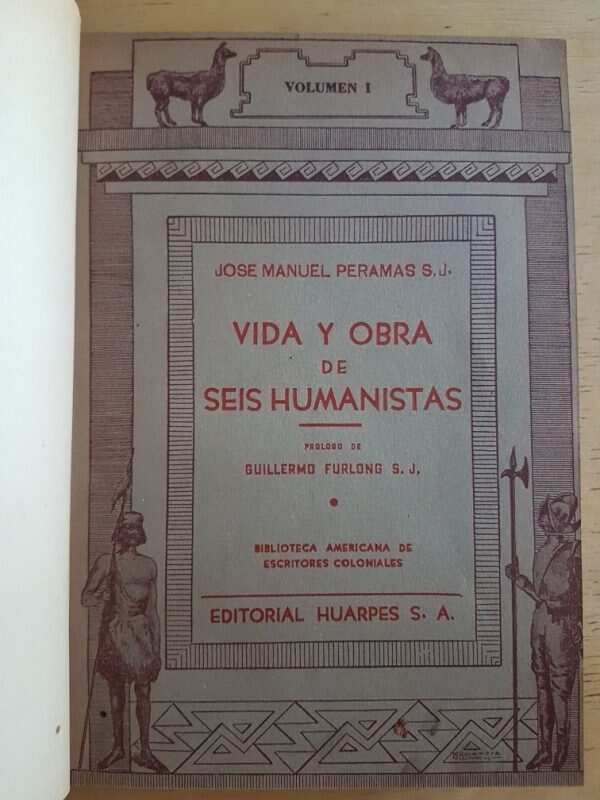 VOLUMEN I
JOSE MANUEL PERAMAS S.J.
VIDA Y OBRA
DE
SEIS HUMANISTAS
PROLOGO DE
GUILLERMO FURLONG S. J.
BIBLIOTECA AMERICANA DE
ESCRITORES COLONIALES
EDITORIAL HUARPES S. A.